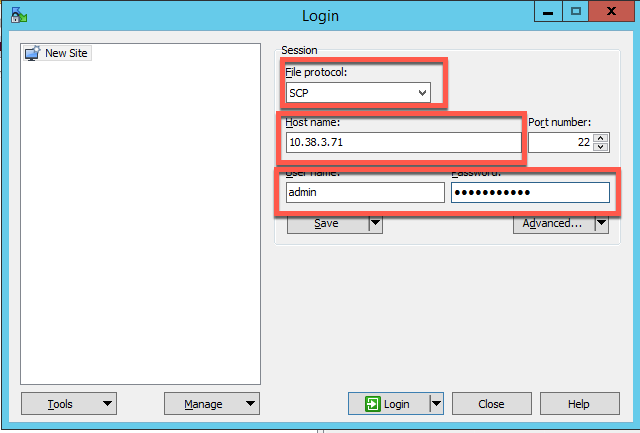 Login
New Site
Session
File protocol:
SCP
Host name:
Port number:
10.38.3.71
22
User name:
Password:
admin
•••••••••••
Save
Advanced...
Tools
Manage
Login
Close
Help